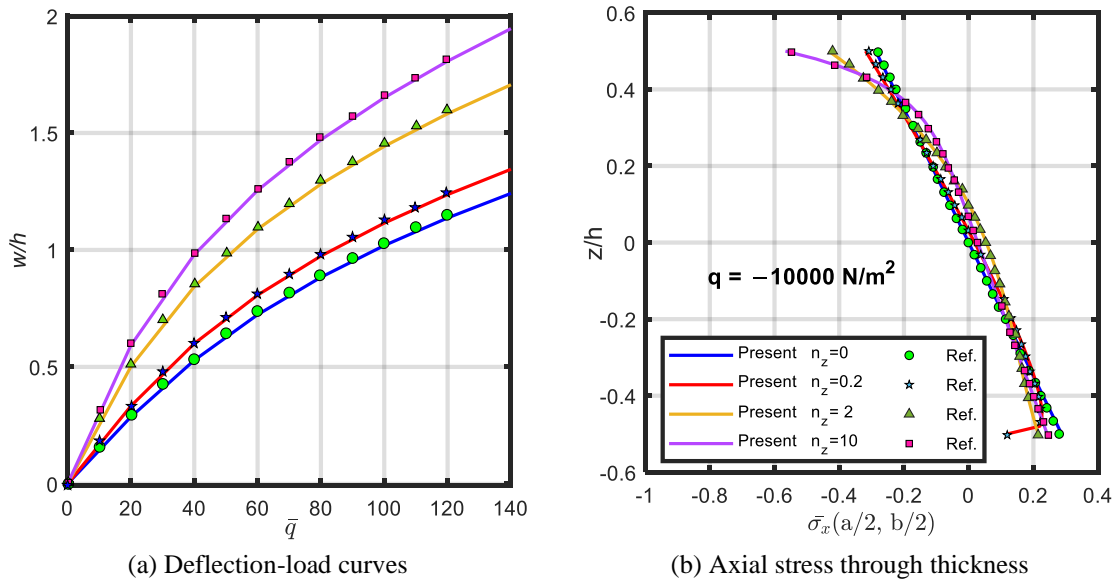 2
1.5
1
0.5
0
w/h
0 20 40 60 80 100 120 140
q̄
(a) Deflection-load curves
0.6
0.4
0.2
0
-0.2
-0.4
-0.6
z/h
q = −10000 N/m²
Present n_z=0 Ref.
Present n_z=0.2 Ref.
Present n_z= 2 Ref.
Present n_z=10 Ref.
-1 -0.8 -0.6 -0.4 -0.2 0 0.2 0.4
σ̄_x(a/2, b/2)
(b) Axial stress through thickness